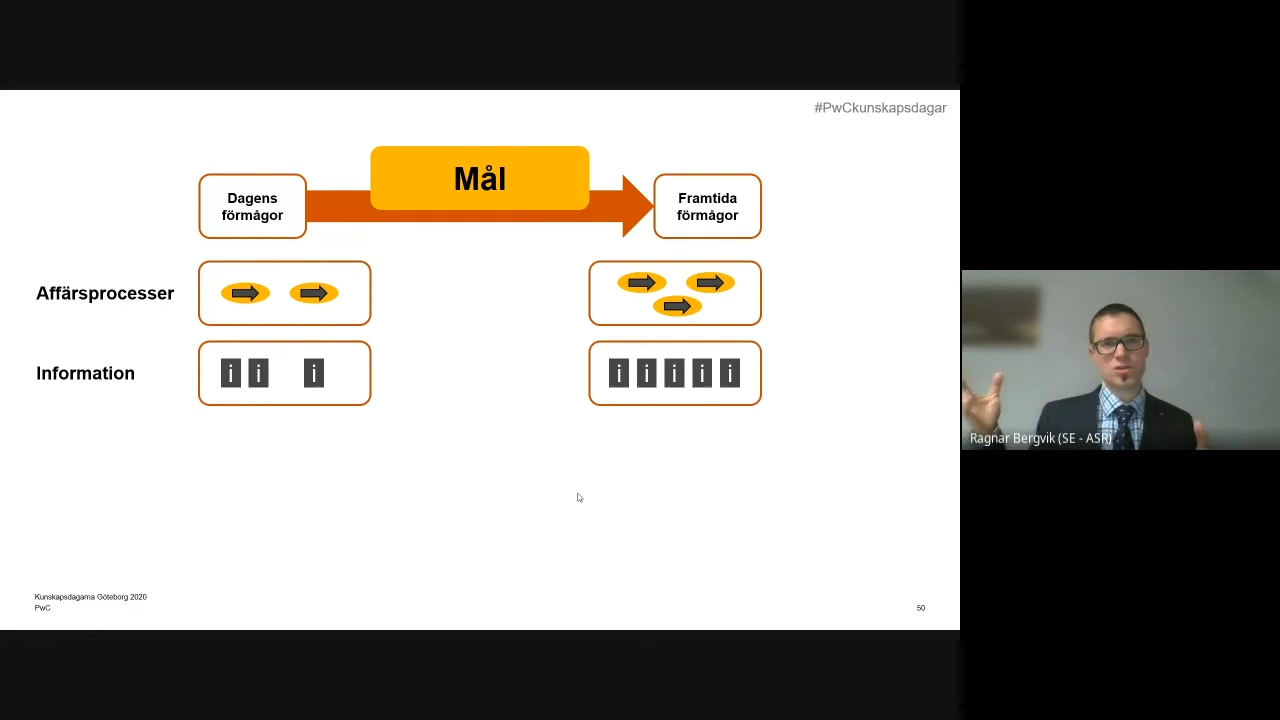 #PwCkunskapsdagar
Mål
Dagens
förmågor
Framtida
förmågor
Affärsprocesser
Information
i i i
i i i i i
Ragnar Bergvik (SE - ASR)
Kunskapsdagarna Göteborg 2020
PwC
50